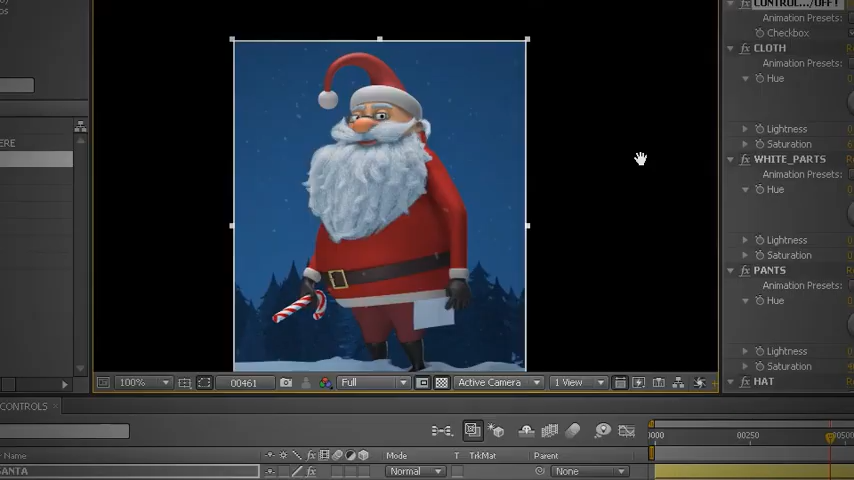 CONTROL.../OFF !
Animation Presets:
Checkbox
CLOTH
Animation Presets:
Hue
Lightness
Saturation
WHITE_PARTS
Animation Presets:
Hue
Lightness
Saturation
PANTS
Animation Presets:
Hue
Lightness
Saturation
HAT
ERE
100%
00461
Full
Active Camera
1 View
CONTROLS
0000
00250
00500
Name
Mode
T
TrkMat
Parent
SANTA
Normal
None